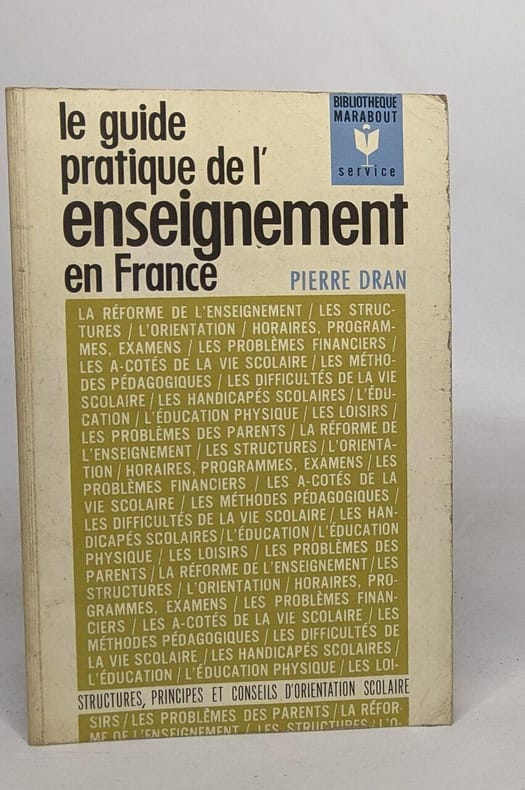 le guide
pratique de l'
enseignement
en France
BIBLIOTHEQUE
MARABOUT
service
PIERRE DRAN
LA RÉFORME DE L'ENSEIGNEMENT / LES STRUC-
TURES / L'ORIENTATION / HORAIRES, PROGRAM-
MES, EXAMENS / LES PROBLÈMES FINANCIERS /
LES A-COTÉS DE LA VIE SCOLAIRE / LES MÉTHO-
DES PÉDAGOGIQUES / LES DIFFICULTÉS DE LA VIE
SCOLAIRE / LES HANDICAPÉS SCOLAIRES / L'ÉDU-
CATION / L'ÉDUCATION PHYSIQUE / LES LOISIRS /
LES PROBLÈMES DES PARENTS / LA RÉFORME DE
L'ENSEIGNEMENT / LES STRUCTURES / L'ORIENTA-
TION / HORAIRES, PROGRAMMES, EXAMENS / LES
PROBLÈMES FINANCIERS / LES A-COTÉS DE LA
VIE SCOLAIRE / LES MÉTHODES PÉDAGOGIQUES /
LES DIFFICULTÉS DE LA VIE SCOLAIRE / LES HAN-
DICAPÉS SCOLAIRES / L'ÉDUCATION / L'ÉDUCATION
PHYSIQUE / LES LOISIRS / LES PROBLÈMES DES
PARENTS / LA RÉFORME DE L'ENSEIGNEMENT / LES
STRUCTURES / L'ORIENTATION / HORAIRES, PRO-
GRAMMES, EXAMENS / LES PROBLÈMES FINAN-
CIERS / LES A-COTÉS DE LA VIE SCOLAIRE / LES
MÉTHODES PÉDAGOGIQUES / LES DIFFICULTÉS DE
LA VIE SCOLAIRE / LES HANDICAPÉS SCOLAIRES /
L'ÉDUCATION / L'ÉDUCATION PHYSIQUE / LES LOI-
STRUCTURES, PRINCIPES ET CONSEILS D'ORIENTATION SCOLAIRE
SIRS / LES PROBLÈMES DES PARENTS / LA RÉFOR-
ME DE L'ENSEIGNEMENT / LES STRUCTURES / L'O-